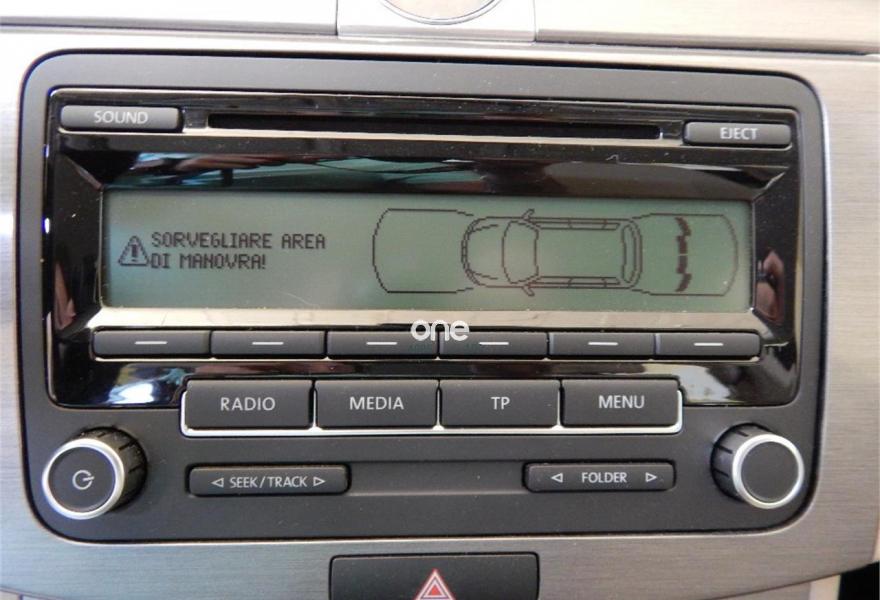 SOUND
EJECT
SORVEGLIARE AREA
DI MANOVRA!
one
RADIO
MEDIA
TP
MENU
SEEK/TRACK
FOLDER